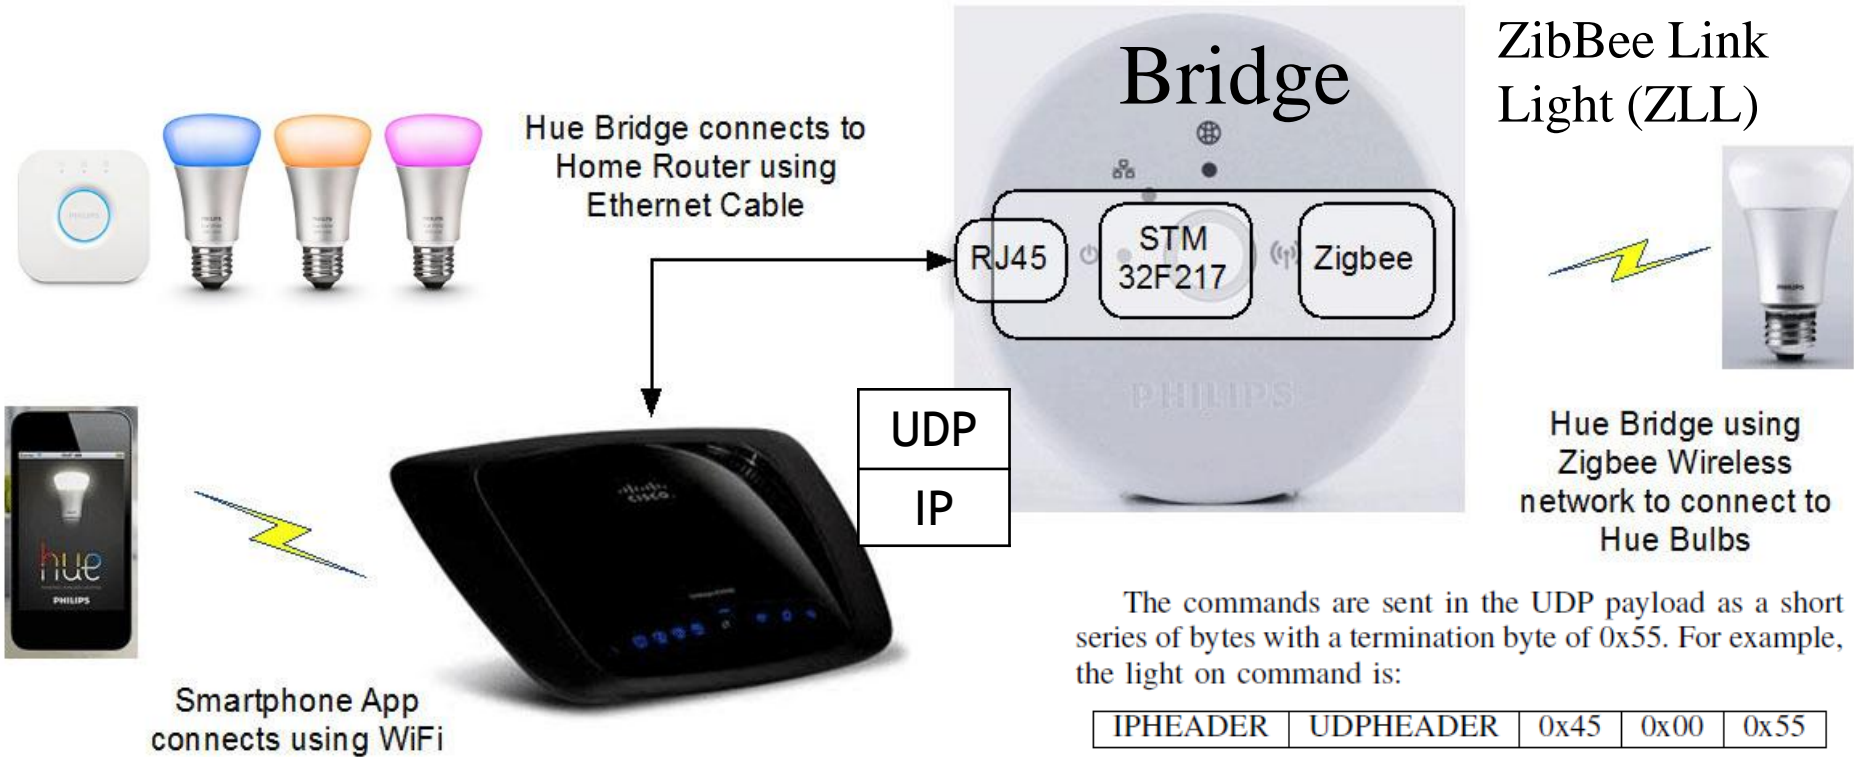 Bridge
ZibBee Link
Light (ZLL)
Hue Bridge connects to
Home Router using
Ethernet Cable
PHILIPS
RJ45
STM
32F217
Zigbee
PHILIPS
PHILIPS
UDP
IP
CISCO
hue
PHILIPS
Hue Bridge using
Zigbee Wireless
network to connect to
Hue Bulbs
Smartphone App
connects using WiFi
The commands are sent in the UDP payload as a short
series of bytes with a termination byte of 0x55. For example,
the light on command is:
IPHEADER UDPHEADER 0x45 0x00 0x55